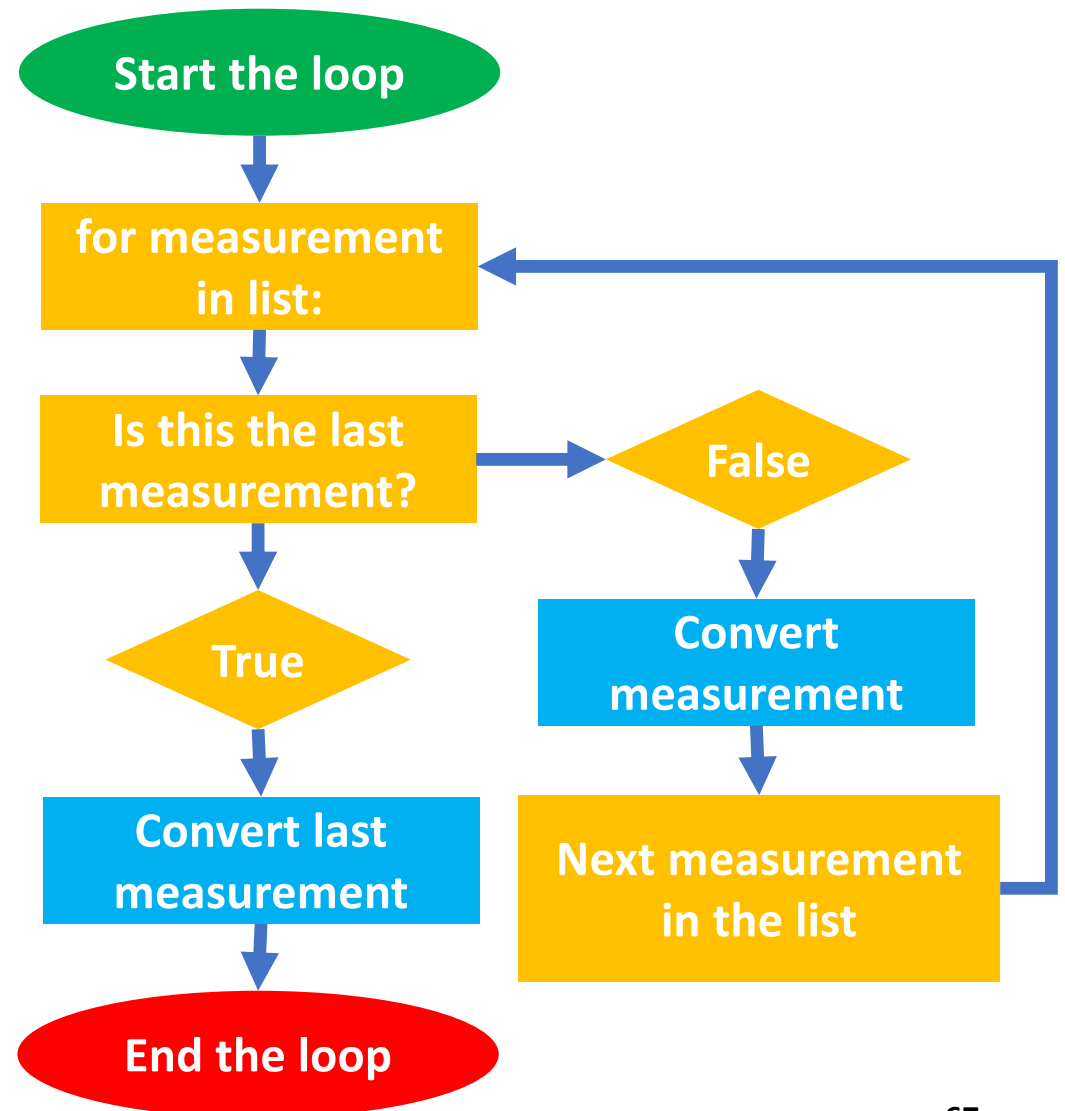 Start the loop
for measurement
in list:
Is this the last
measurement?
False
True
Convert
measurement
Convert last
measurement
Next measurement
in the list
End the loop